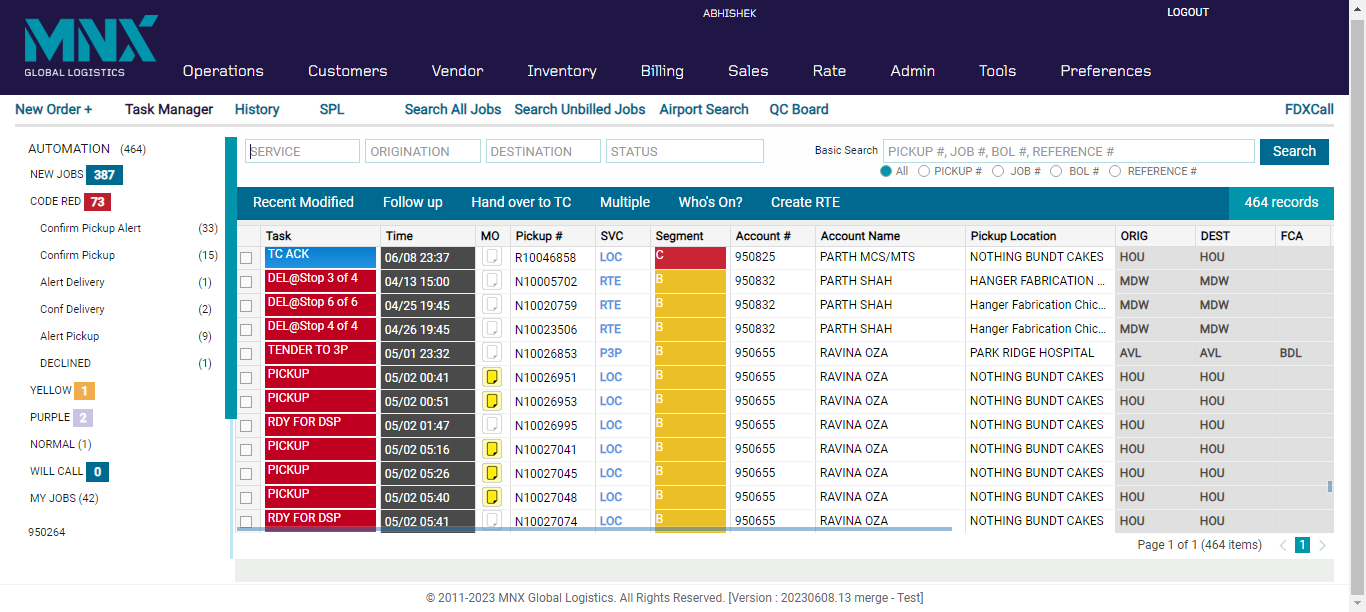 ABHISHEK
LOGOUT
MNX
GLOBAL LOGISTICS
Operations Customers Vendor Inventory Billing Sales Rate Admin Tools Preferences
New Order + Task Manager History SPL Search All Jobs Search Unbilled Jobs Airport Search QC Board FDXCall
AUTOMATION (464)
NEW JOBS 387
CODE RED 73
Confirm Pickup Alert (33)
Confirm Pickup (15)
Alert Delivery (1)
Conf Delivery (2)
Alert Pickup (9)
DECLINED (1)
YELLOW 1
PURPLE 2
NORMAL (1)
WILL CALL 0
MY JOBS (42)
950264
SERVICE ORIGINATION DESTINATION STATUS Basic Search PICKUP #, JOB #, BOL #, REFERENCE # Search
All PICKUP # JOB # BOL # REFERENCE #
Recent Modified Follow up Hand over to TC Multiple Who's On? Create RTE 464 records
Task Time MO Pickup # SVC Segment Account # Account Name Pickup Location ORIG DEST FCA
TC ACK 06/08 23:37 R10046858 LOC C 950825 PARTH MCS/MTS NOTHING BUNDT CAKES HOU HOU
DEL@Stop 3 of 4 04/13 15:00 N10005702 RTE B 950832 PARTH SHAH HANGER FABRICATION ... MDW MDW
DEL@Stop 6 of 6 04/25 19:45 N10020759 RTE B 950832 PARTH SHAH Hanger Fabrication Chic... MDW MDW
DEL@Stop 4 of 4 04/26 19:45 N10023506 RTE B 950832 PARTH SHAH Hanger Fabrication Chic... MDW MDW
TENDER TO 3P 05/01 23:32 N10026853 P3P B 950655 RAVINA OZA PARK RIDGE HOSPITAL AVL AVL BDL
PICKUP 05/02 00:41 N10026951 LOC B 950655 RAVINA OZA NOTHING BUNDT CAKES HOU HOU
PICKUP 05/02 00:51 N10026953 LOC B 950655 RAVINA OZA NOTHING BUNDT CAKES HOU HOU
RDY FOR DSP 05/02 01:47 N10026995 LOC B 950655 RAVINA OZA NOTHING BUNDT CAKES HOU HOU
PICKUP 05/02 05:16 N10027041 LOC B 950655 RAVINA OZA NOTHING BUNDT CAKES HOU HOU
PICKUP 05/02 05:26 N10027045 LOC B 950655 RAVINA OZA NOTHING BUNDT CAKES HOU HOU
PICKUP 05/02 05:40 N10027048 LOC B 950655 RAVINA OZA NOTHING BUNDT CAKES HOU HOU
RDY FOR DSP 05/02 05:41 N10027074 LOC B 950655 RAVINA OZA NOTHING BUNDT CAKES HOU HOU
Page 1 of 1 (464 items) 1
© 2011-2023 MNX Global Logistics. All Rights Reserved. [Version : 20230608.13 merge - Test]